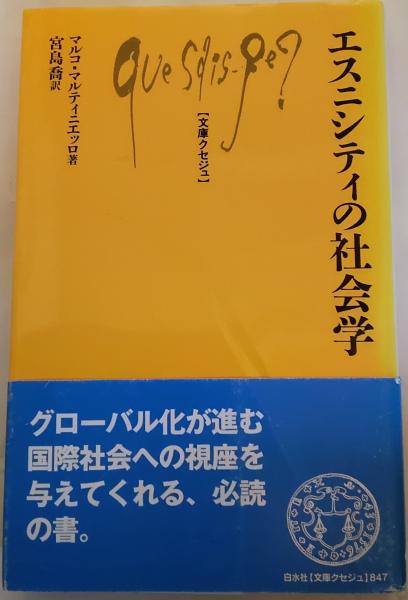 エスニシティの社会学
Que sais-je?
【文庫クセジュ】
マルコ・マルティニエッロ著
宮島喬訳
グローバル化が進む
国際社会への視座を
与えてくれる、必読
の書。
白水社【文庫クセジュ】847